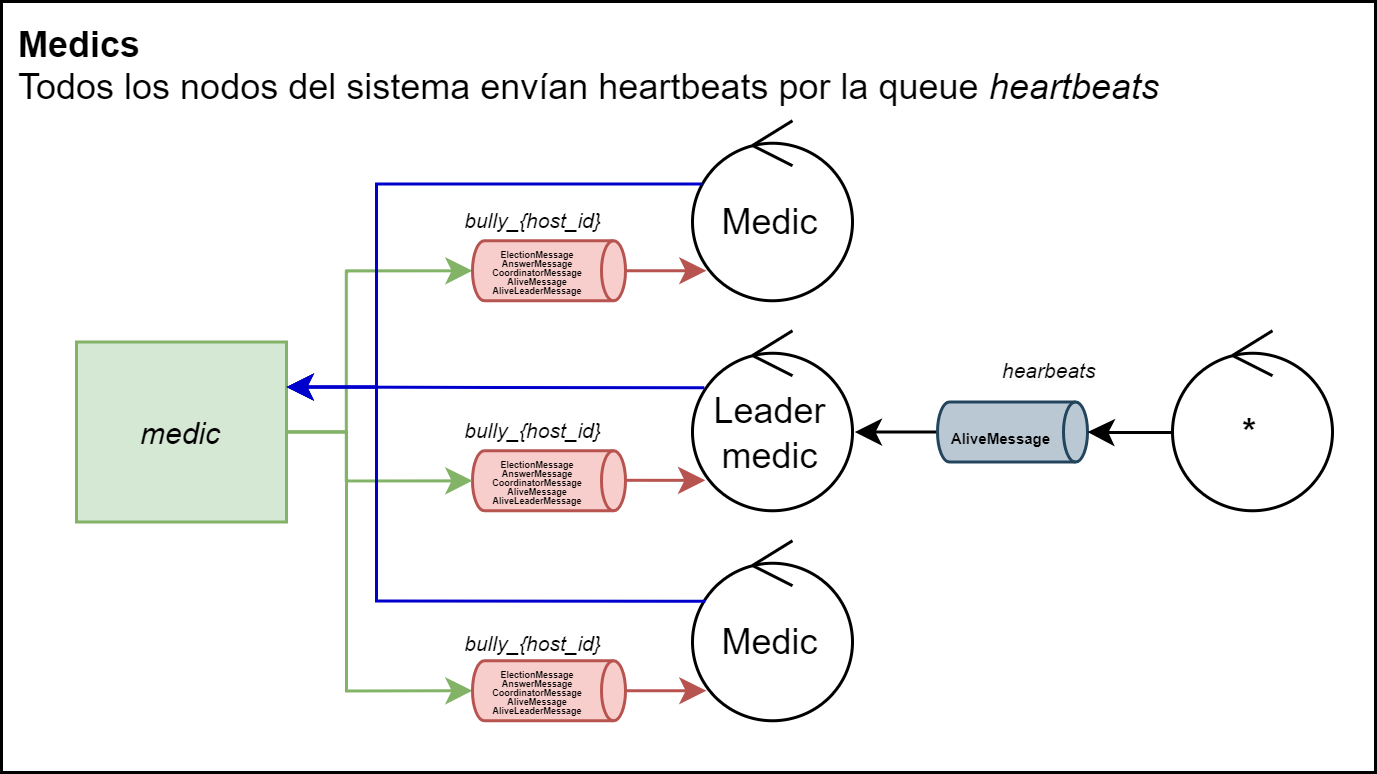 Medics
Todos los nodos del sistema envían heartbeats por la queue heartbeats
bully_{host_id}
ElectionMessage
AnswerMessage
CoordinatorMessage
AliveMessage
AliveLeaderMessage
Medic
medic
bully_{host_id}
ElectionMessage
AnswerMessage
CoordinatorMessage
AliveMessage
AliveLeaderMessage
Leader
medic
hearbeats
AliveMessage
*
bully_{host_id}
ElectionMessage
AnswerMessage
CoordinatorMessage
AliveMessage
AliveLeaderMessage
Medic